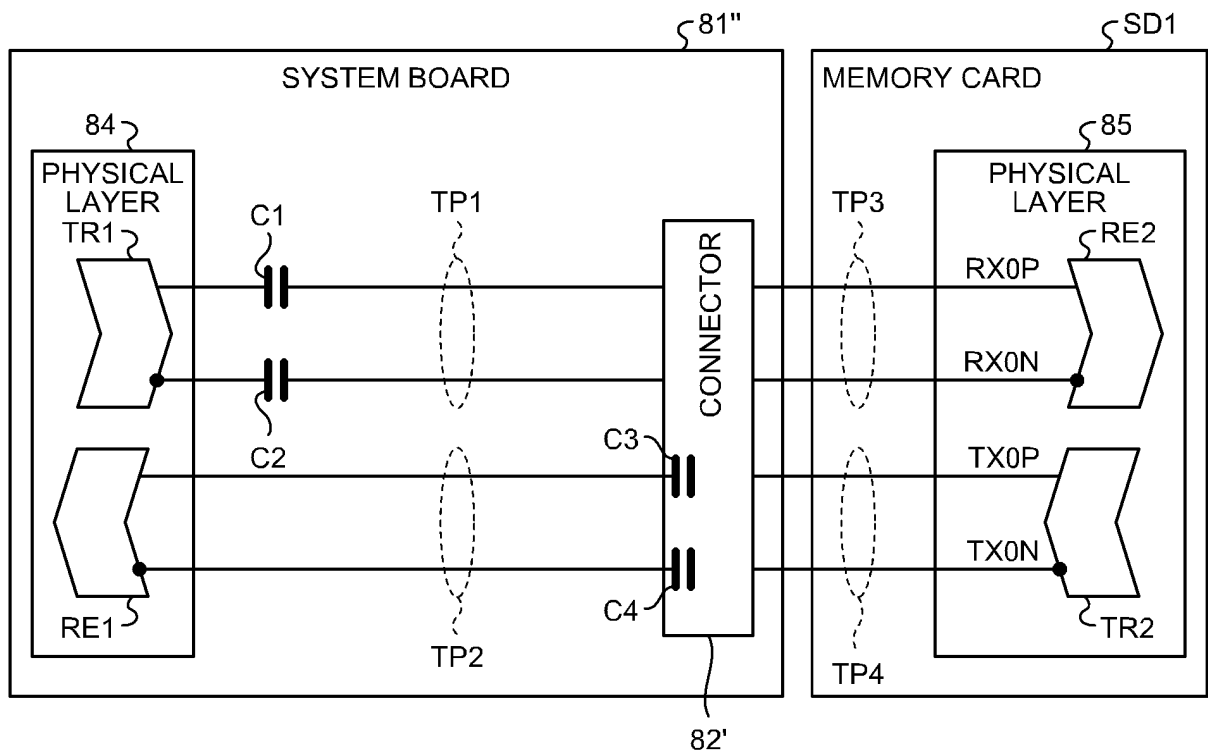 81"
SD1
SYSTEM BOARD
MEMORY CARD
84
85
PHYSICAL
LAYER
TR1
C1
TP1
TP3
PHYSICAL
LAYER
RE2
CONNECTOR
RX0P
RX0N
C2
C3
TX0P
TX0N
C4
RE1
TP2
TP4
TR2
82'